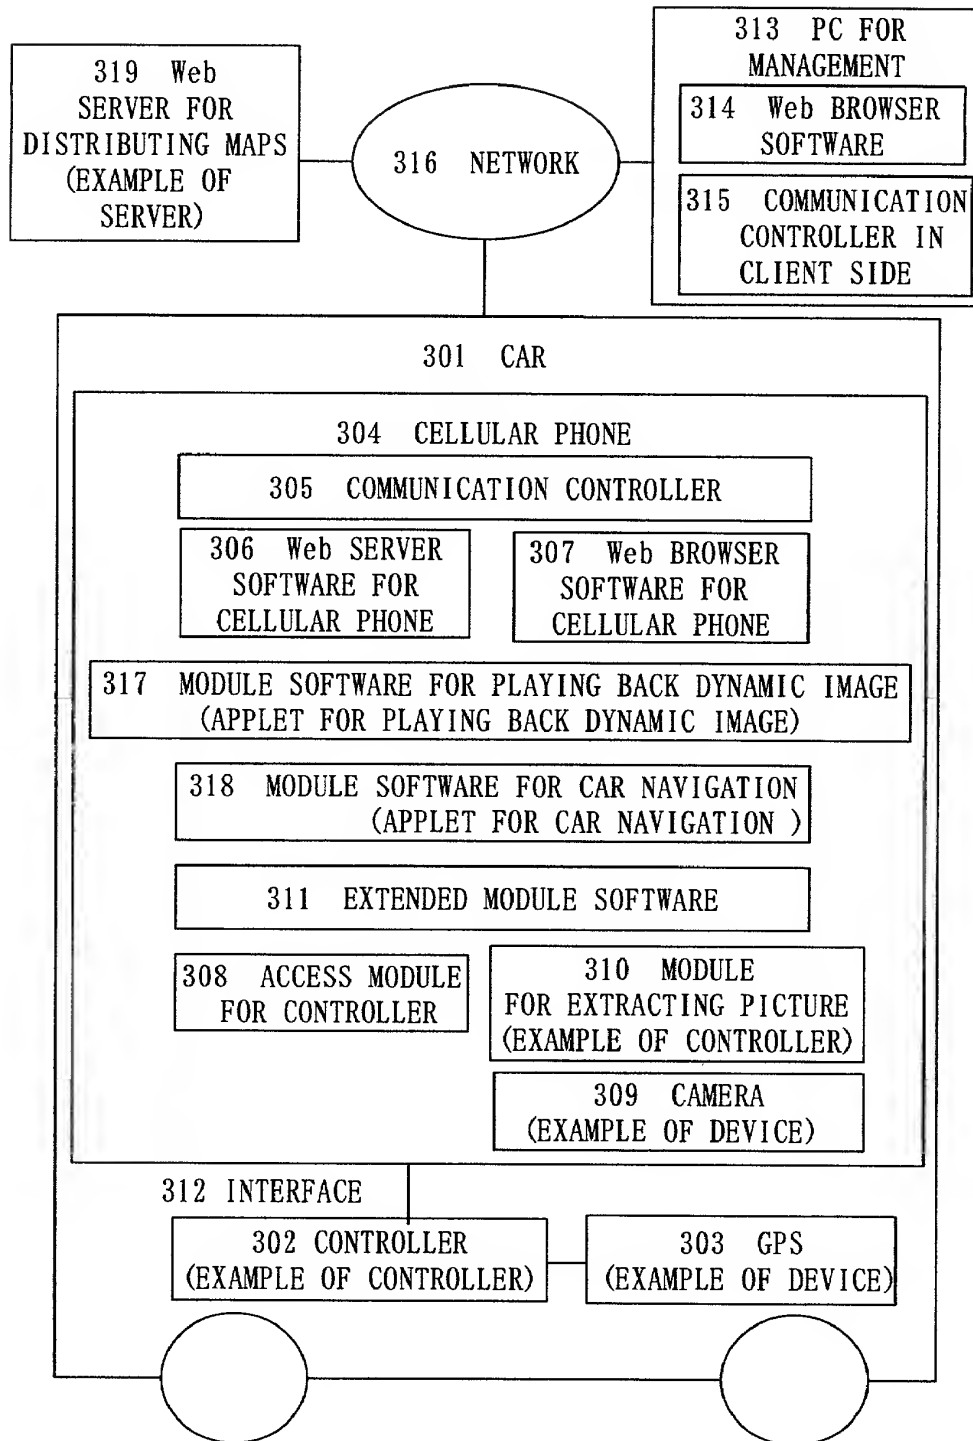 319 Web
SERVER FOR
DISTRIBUTING MAPS
(EXAMPLE OF
SERVER)
316 NETWORK
313 PC FOR
MANAGEMENT
314 Web BROWSER
SOFTWARE
315 COMMUNICATION
CONTROLLER IN
CLIENT SIDE
301 CAR
304 CELLULAR PHONE
305 COMMUNICATION CONTROLLER
306 Web SERVER
SOFTWARE FOR
CELLULAR PHONE
307 Web BROWSER
SOFTWARE FOR
CELLULAR PHONE
317 MODULE SOFTWARE FOR PLAYING BACK DYNAMIC IMAGE
(APPLET FOR PLAYING BACK DYNAMIC IMAGE)
318 MODULE SOFTWARE FOR CAR NAVIGATION
(APPLET FOR CAR NAVIGATION )
311 EXTENDED MODULE SOFTWARE
308 ACCESS MODULE
FOR CONTROLLER
310 MODULE
FOR EXTRACTING PICTURE
(EXAMPLE OF CONTROLLER)
309 CAMERA
(EXAMPLE OF DEVICE)
312 INTERFACE
302 CONTROLLER
(EXAMPLE OF CONTROLLER)
303 GPS
(EXAMPLE OF DEVICE)